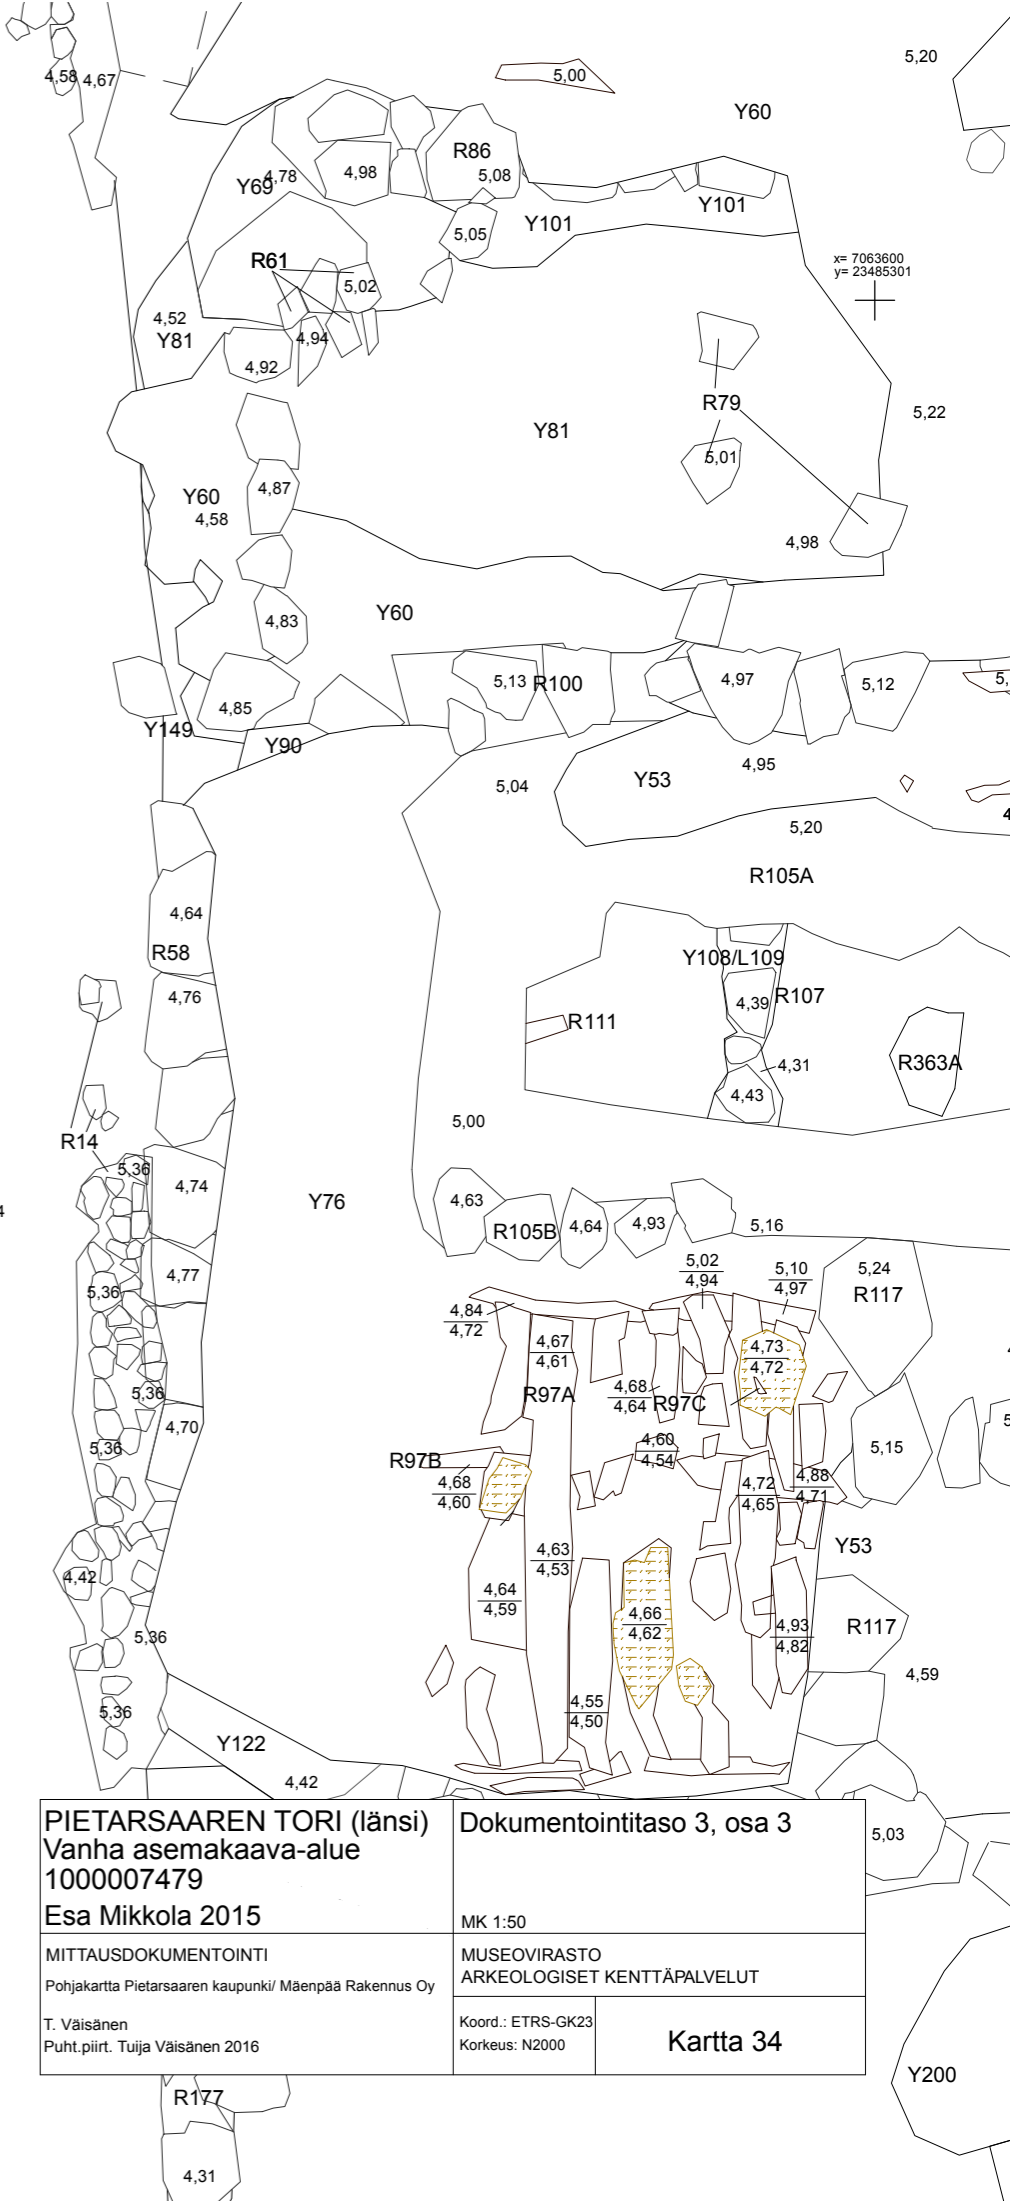 5,20
4,58 4,67
5,00
Y60
R86
4,98
5,08
4,78
Y69
Y101
Y101
5,05
R61
x= 7063600
y= 23485301
5,02
4,52
Y81
4,94
4,92
R79
5,22
Y81
5,01
4,87
Y60
4,58
4,98
Y60
4,83
5,13
R100
4,97
5,12
4,85
Y149
Y90
4,95
Y53
5,04
5,20
R105A
4,64
R58
Y108/L109
4,76
4,39
R107
R111
R363A
4,31
4,43
5,00
R14
5,36
4,74
Y76
4,63
R105B
4,64
4,93
5,16
5,02
4,94
5,10
4,97
5,24
R117
4,77
5,36
4,84
4,72
4,67
4,61
4,73
4,72
R97A
4,68
4,64
R97C
5,36
4,70
5,36
4,60
4,54
5,15
R97B
4,68
4,60
4,72
4,65
4,88
4,71
Y53
4,63
4,53
4,42
4,64
4,59
4,66
4,62
4,93
4,82
R117
5,36
4,59
5,36
4,55
4,50
Y122
4,42
PIETARSAAREN TORI (länsi)
Vanha asemakaava-alue
1000007479
Esa Mikkola 2015
Dokumentointitaso 3, osa 3
MK 1:50
5,03
MITTAUSDOKUMENTOINTI
Pohjakartta Pietarsaaren kaupunki/ Mäenpää Rakennus Oy
T. Väisänen
Puht.piirt. Tuija Väisänen 2016
MUSEOVIRASTO
ARKEOLOGISET KENTTÄPALVELUT
Koord.: ETRS-GK23
Korkeus: N2000
Kartta 34
Y200
R177
4,31